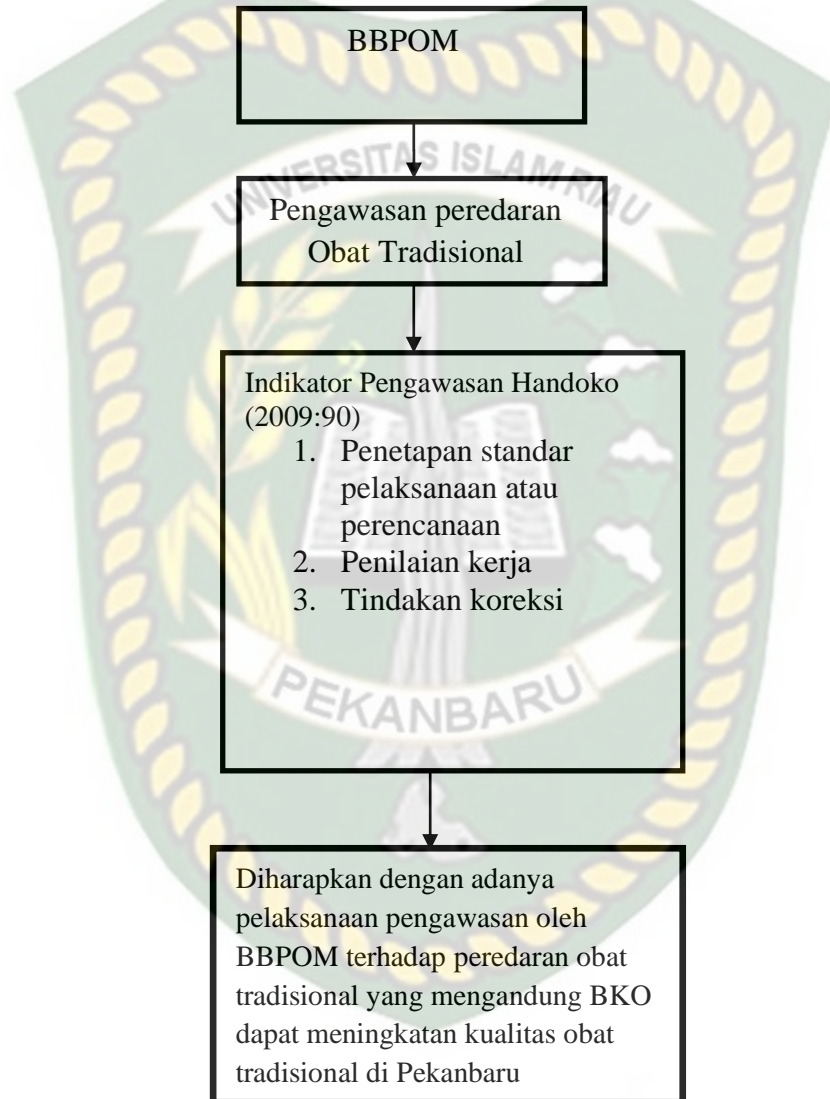 BBPOM
UNIVERSITAS ISLAM RIAU
Pengawasan peredaran
Obat Tradisional
Indikator Pengawasan Handoko
(2009:90)
1. Penetapan standar
pelaksanaan atau
perencanaan
2. Penilaian kerja
3. Tindakan koreksi
PEKANBARU
Diharapkan dengan adanya
pelaksanaan pengawasan oleh
BBPOM terhadap peredaran obat
tradisional yang mengandung BKO
dapat meningkatan kualitas obat
tradisional di Pekanbaru